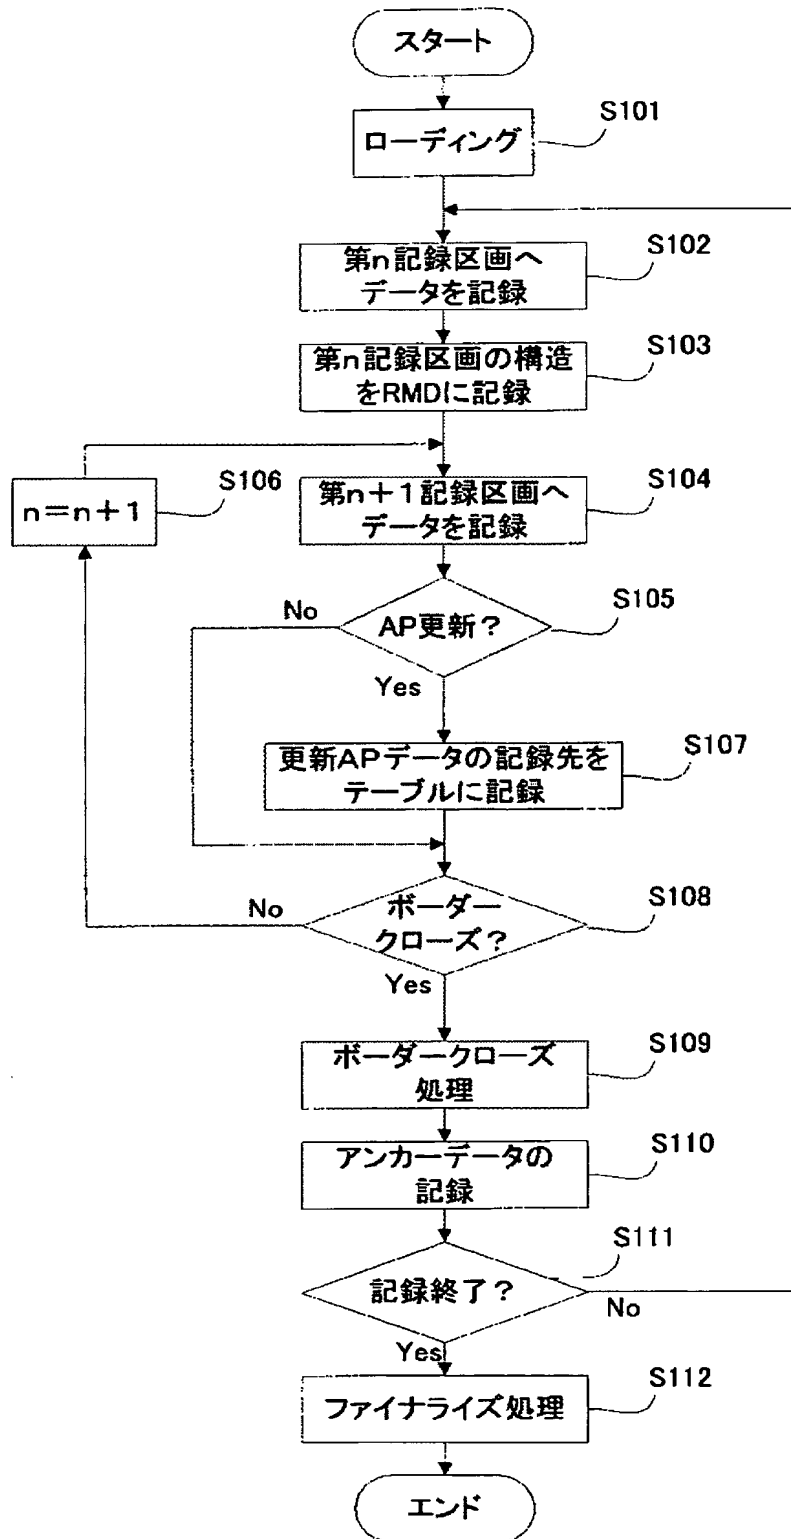 スタート
S101
ローディング
S102
第n記録区画へ
データを記録
S103
第n記録区画の構造
をRMDに記録
S106
n=n+1
S104
第n+1記録区画へ
データを記録
S105
No
AP更新?
Yes
S107
更新APデータの記録先を
テーブルに記録
S108
No
ボーダー
クローズ?
Yes
S109
ボーダークローズ
処理
S110
アンカーデータの
記録
S111
記録終了?
No
Yes
S112
ファイナライズ処理
エンド